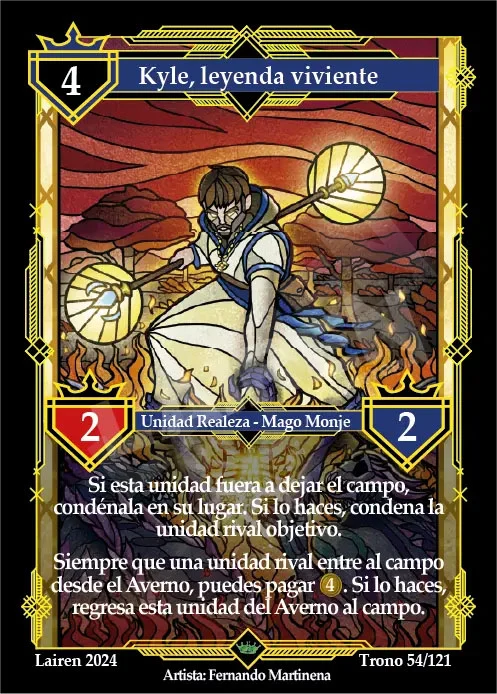 4
Kyle, leyenda viviente
2
Unidad Realeza - Mago Monje
2
Si esta unidad fuera a dejar el campo,
condénala en su lugar. Si lo haces, condena la
unidad rival objetivo.
Siempre que una unidad rival entre al campo
desde el Averno, puedes pagar 4. Si lo haces,
regresa esta unidad del Averno al campo.
Lairen 2024
Trono 54/121
Artista: Fernando Martinena